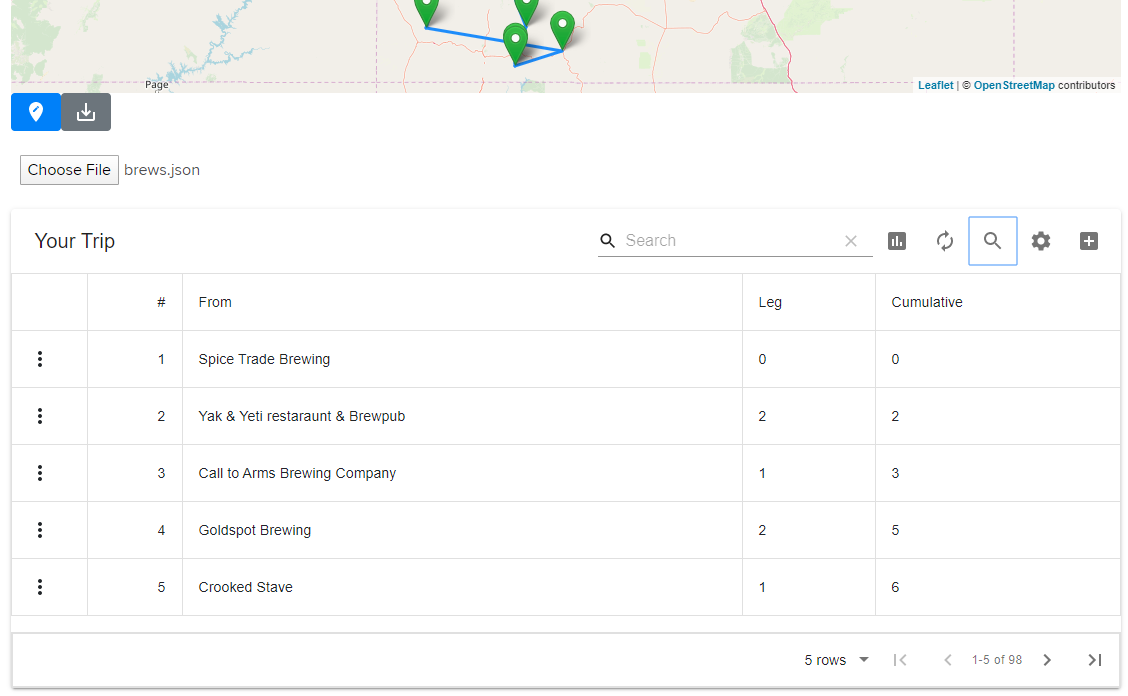 Page
Leaflet | © OpenStreetMap contributors
Choose File brews.json
Your Trip
Search
# From Leg Cumulative
1 Spice Trade Brewing 0 0
2 Yak & Yeti restaraunt & Brewpub 2 2
3 Call to Arms Brewing Company 1 3
4 Goldspot Brewing 2 5
5 Crooked Stave 1 6
5 rows 1-5 of 98